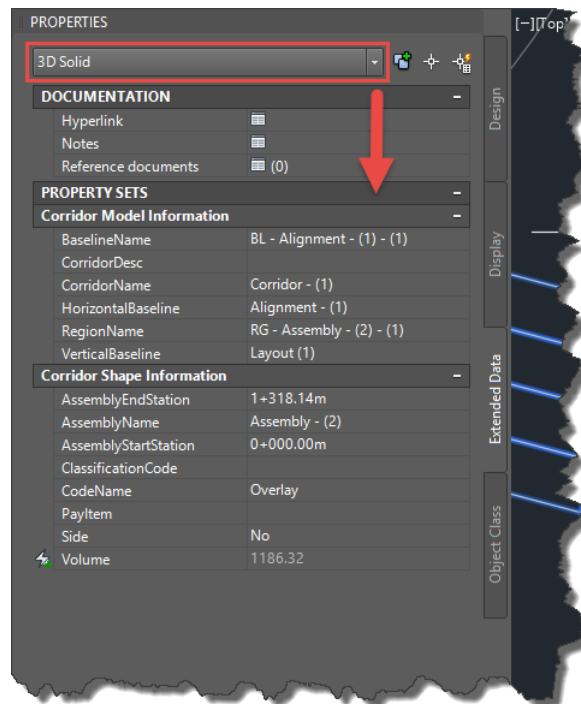 PROPERTIES
[−][Top
3D Solid
DOCUMENTATION −
Hyperlink
Notes
Reference documents (0)
PROPERTY SETS −
Corridor Model Information −
BaselineName BL - Alignment - (1) - (1)
CorridorDesc
CorridorName Corridor - (1)
HorizontalBaseline Alignment - (1)
RegionName RG - Assembly - (2) - (1)
VerticalBaseline Layout (1)
Corridor Shape Information −
AssemblyEndStation 1+318.14m
AssemblyName Assembly - (2)
AssemblyStartStation 0+000.00m
ClassificationCode
CodeName Overlay
PayItem
Side No
Volume 1186.32
Design
Display
Extended Data
Object Class